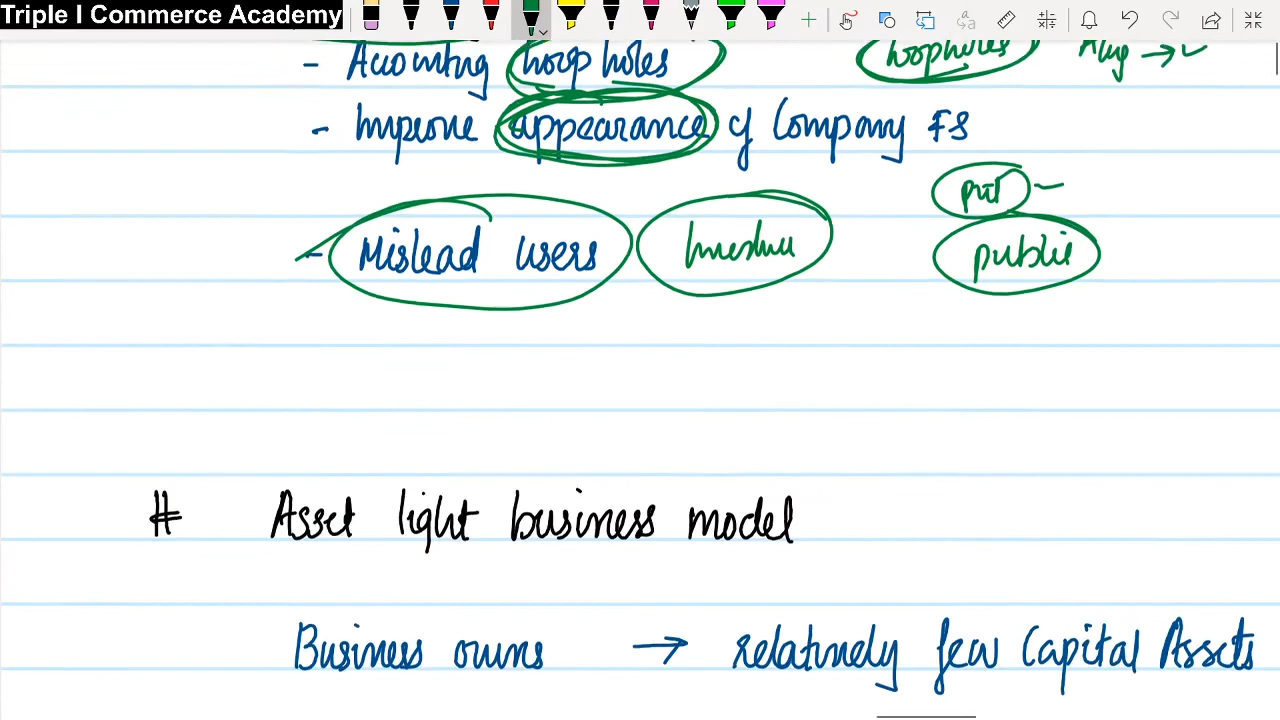 Triple I Commerce Academy
- Accounting loop holes loopholes
- Improve appearance of Company FS
- Mislead users public
# Asset light business model
Business owns → relatively few Capital Assets